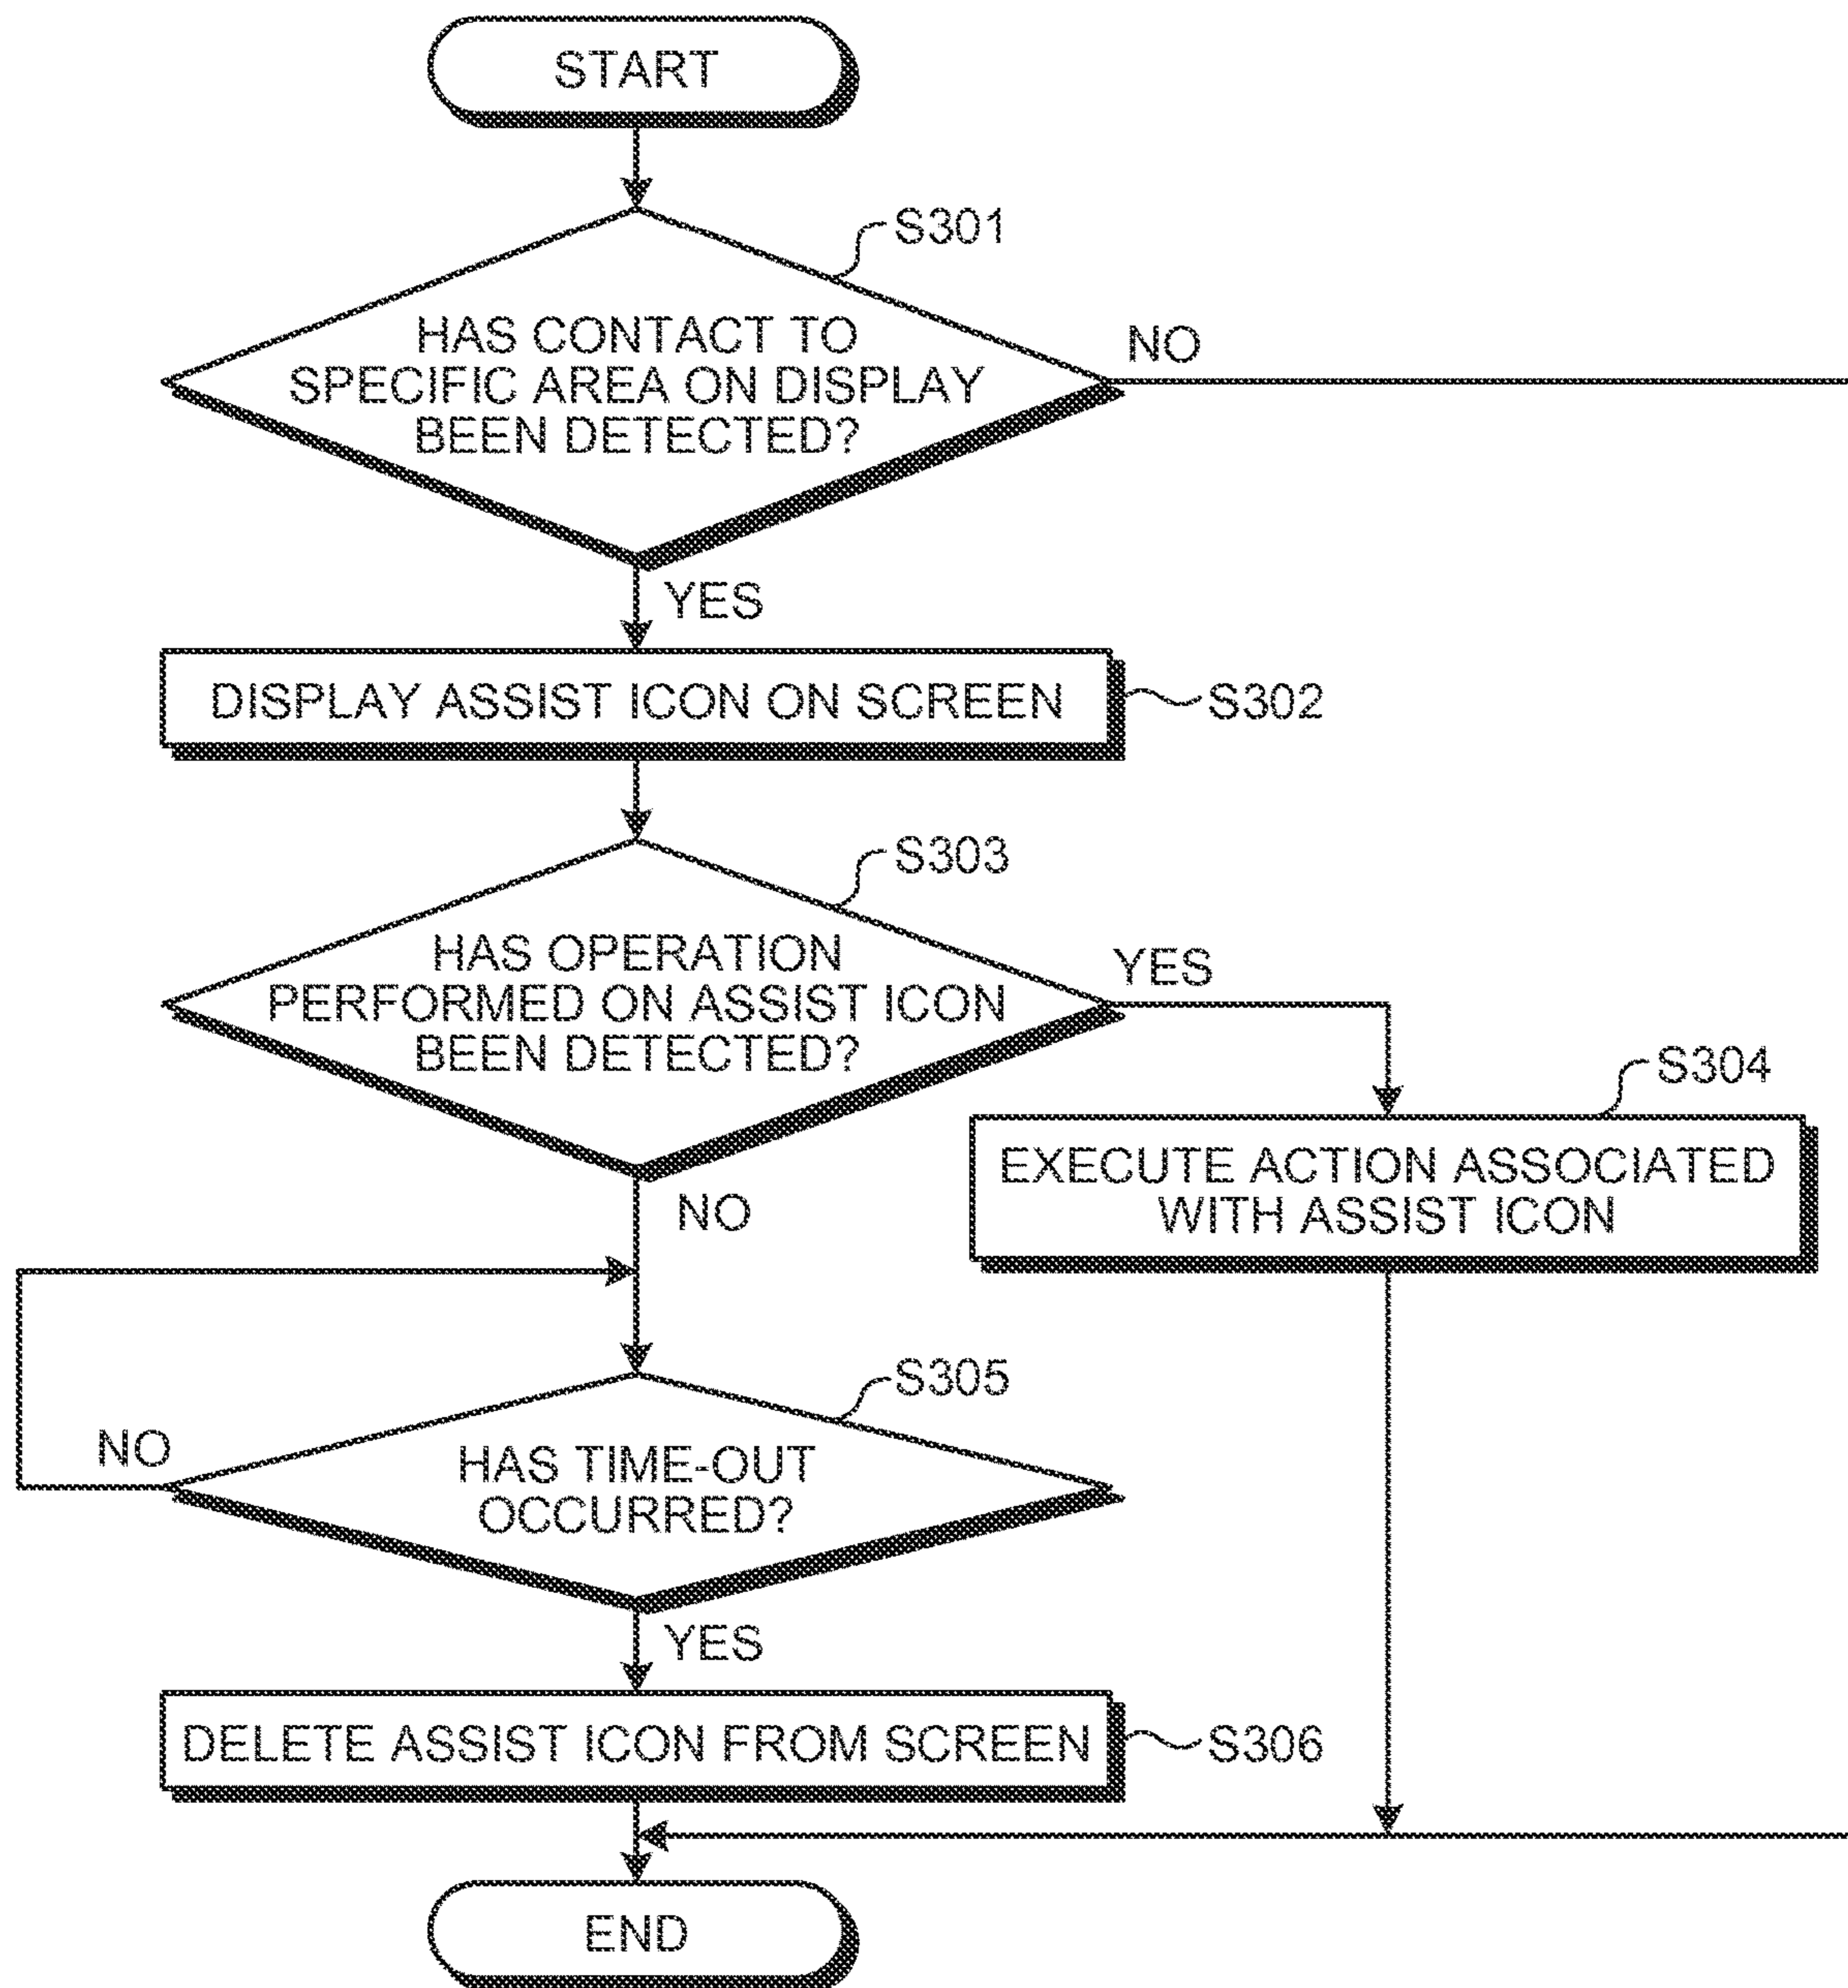 START
S301
HAS CONTACT TO
SPECIFIC AREA ON DISPLAY
BEEN DETECTED?
NO
YES
DISPLAY ASSIST ICON ON SCREEN
S302
S303
HAS OPERATION
PERFORMED ON ASSIST ICON
BEEN DETECTED?
YES
S304
EXECUTE ACTION ASSOCIATED
WITH ASSIST ICON
NO
S305
NO
HAS TIME-OUT
OCCURRED?
YES
DELETE ASSIST ICON FROM SCREEN
S306
END